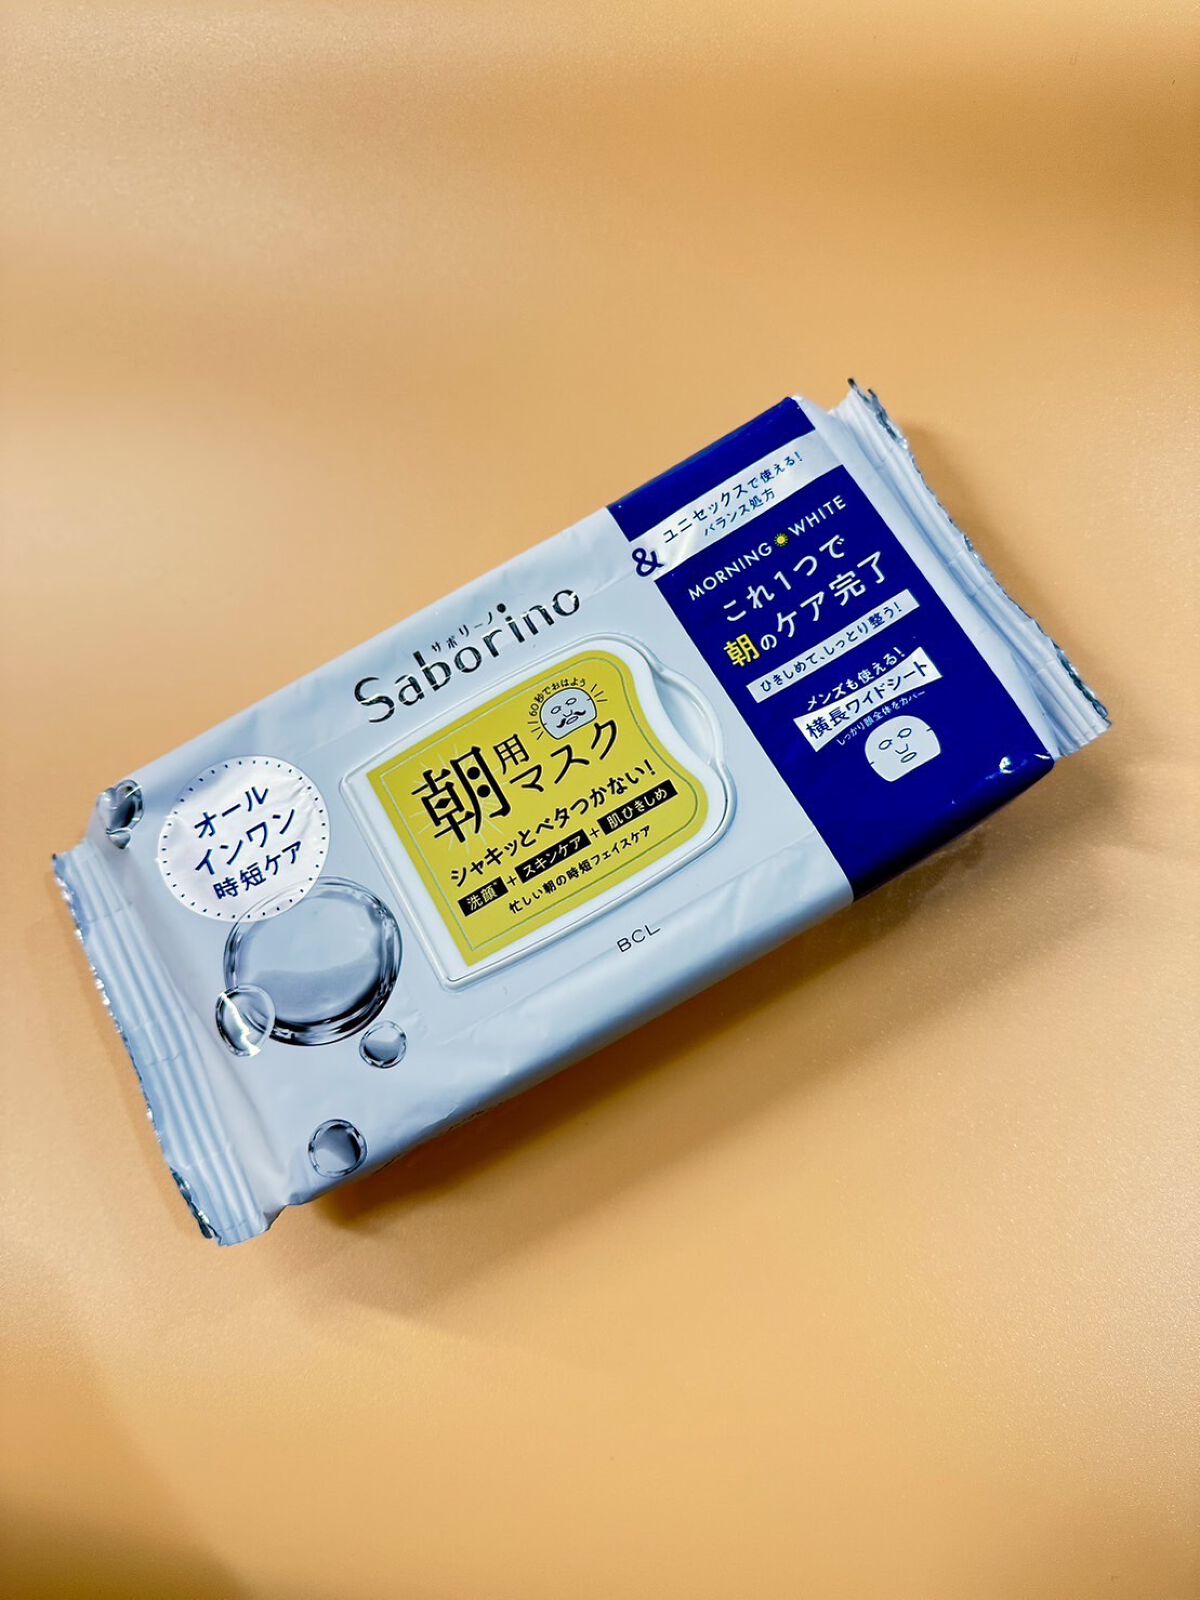 オール
インワン
時短ケア
サボリーノ
Saborino
60秒でおはよう
朝用
マスク
シャキッとベタつかない!
洗顔*+スキンケア+肌ひきしめ
忙しい朝の時短フェイスケア
BCL
&
ユニセックスで使える!
バランス処方
MORNING WHITE
これ1つで
朝のケア完了
ひきしめて、しっとり整う!
メンズも使える!
横長ワイドシート
しっかり顔全体をカバー